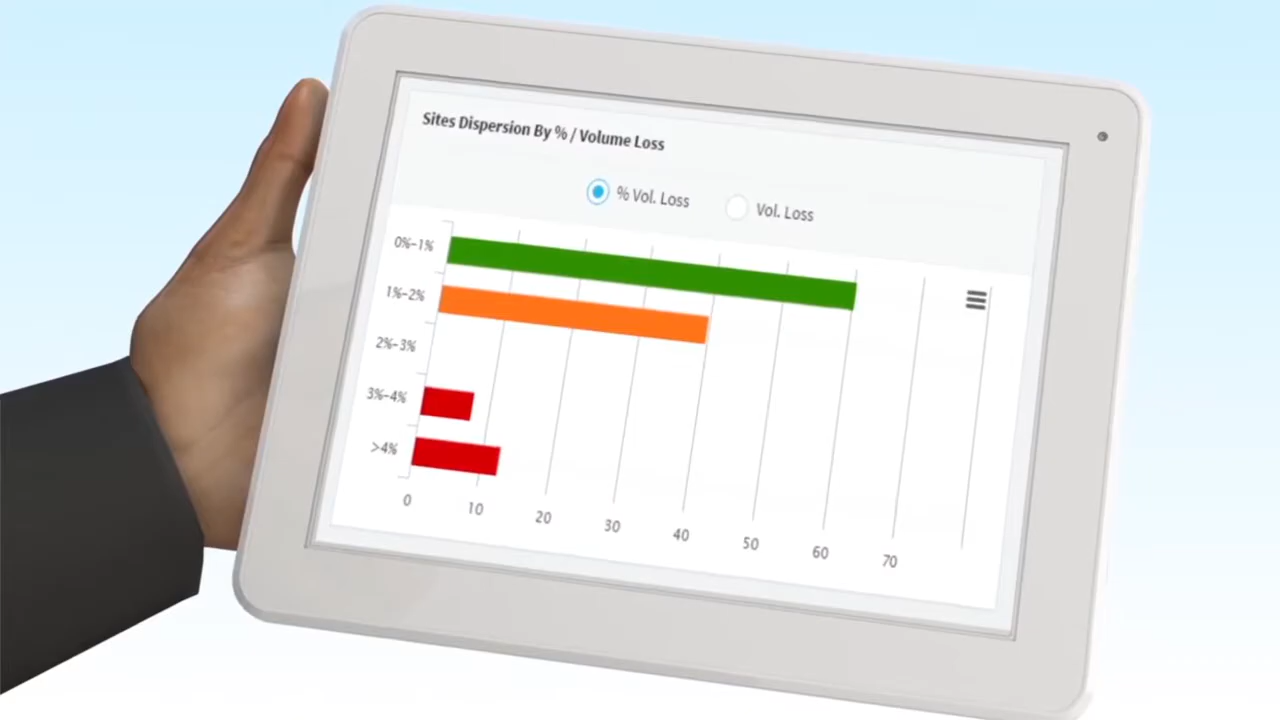 Sites Dispersion By % / Volume Loss
% Vol. Loss
Vol. Loss
0%-1%
1%-2%
2%-3%
3%-4%
>4%
0 10 20 30 40 50 60 70